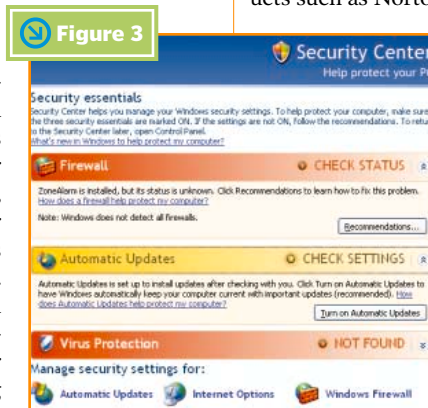 ucts such as Norto
Figure 3
Security Center
Help protect your PC
Security essentials
Security Center helps you manage your Windows security settings. To help protect your computer, make sure
the three security essentials are marked ON. If the settings are not ON, follow the recommendations. To retu
to the Security Center later, open Control Panel.
What's new in Windows to help protect my computer?
Firewall
CHECK STATUS
ZoneAlarm is installed, but its status is unknown. Click Recommendations to learn how to fix this problem.
How does a firewall help protect my computer?
Note: Windows does not detect all firewalls.
Recommendations...
Automatic Updates
CHECK SETTINGS
Automatic Updates is set up to install updates after checking with you. Click Turn on Automatic Updates to
have Windows automatically keep your computer current with important updates (recommended). How
does Automatic Updates help protect my computer?
Turn on Automatic Updates
Virus Protection
NOT FOUND
Manage security settings for:
Automatic Updates
Internet Options
Windows Firewall